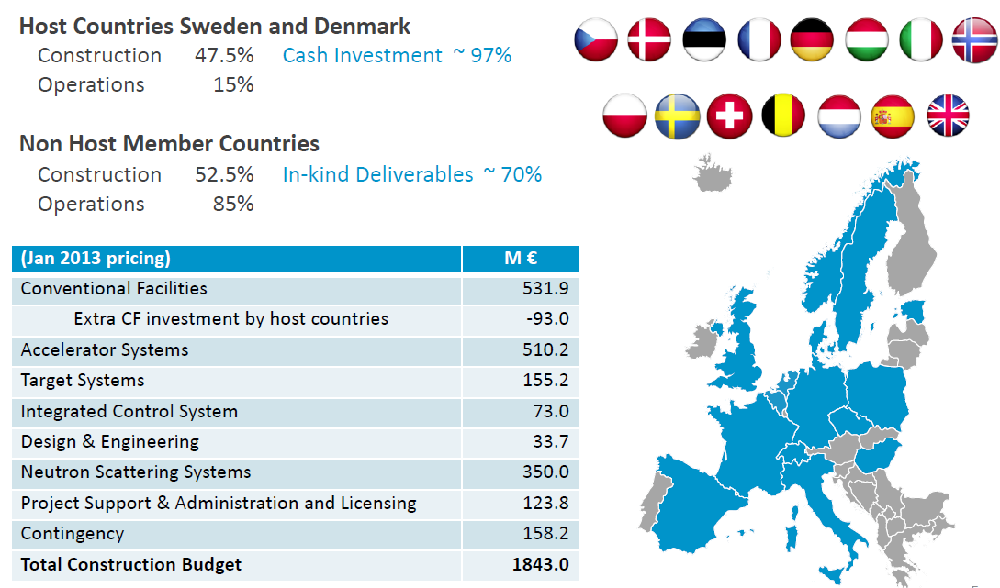 Host Countries Sweden and Denmark
Construction 47.5% Cash Investment ~ 97%
Operations 15%
Non Host Member Countries
Construction 52.5% In-kind Deliverables ~ 70%
Operations 85%
(Jan 2013 pricing) M €
Conventional Facilities 531.9
Extra CF investment by host countries -93.0
Accelerator Systems 510.2
Target Systems 155.2
Integrated Control System 73.0
Design & Engineering 33.7
Neutron Scattering Systems 350.0
Project Support & Administration and Licensing 123.8
Contingency 158.2
Total Construction Budget 1843.0